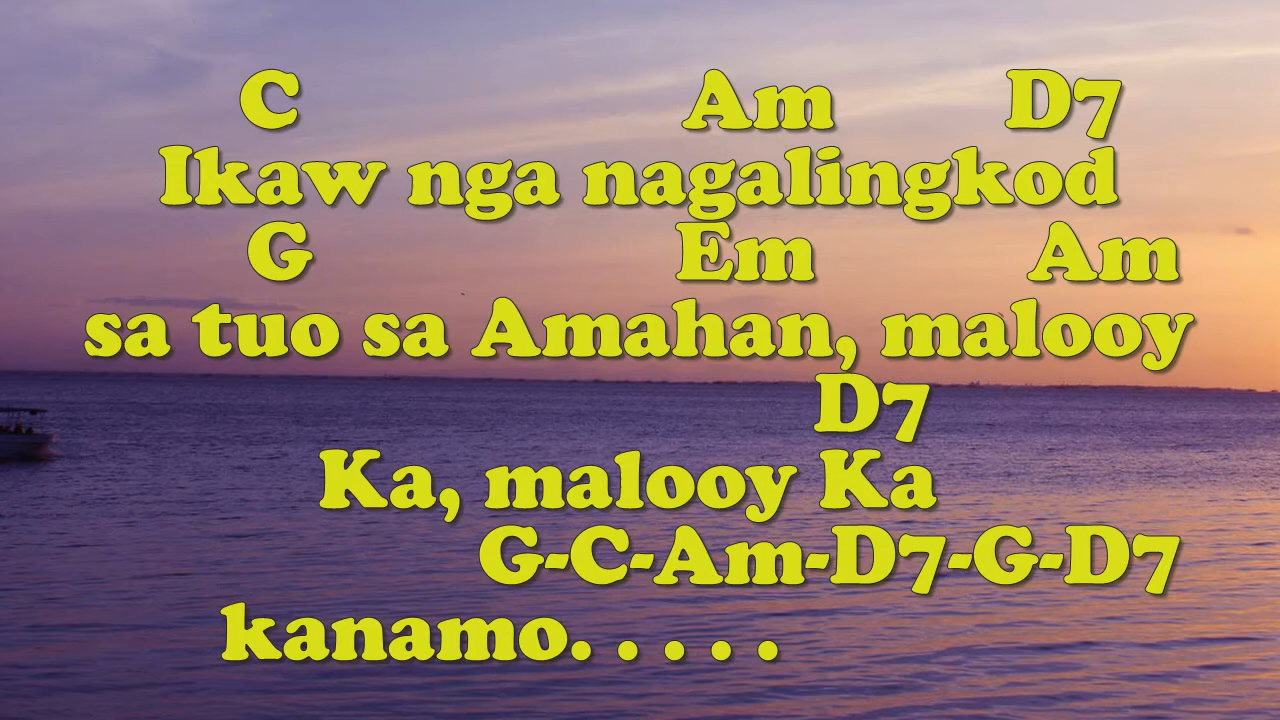 C Am D7
Ikaw nga nagalingkod
G Em Am
sa tuo sa Amahan, malooy
D7
Ka, malooy Ka
G-C-Am-D7-G-D7
kanamo. . . . .